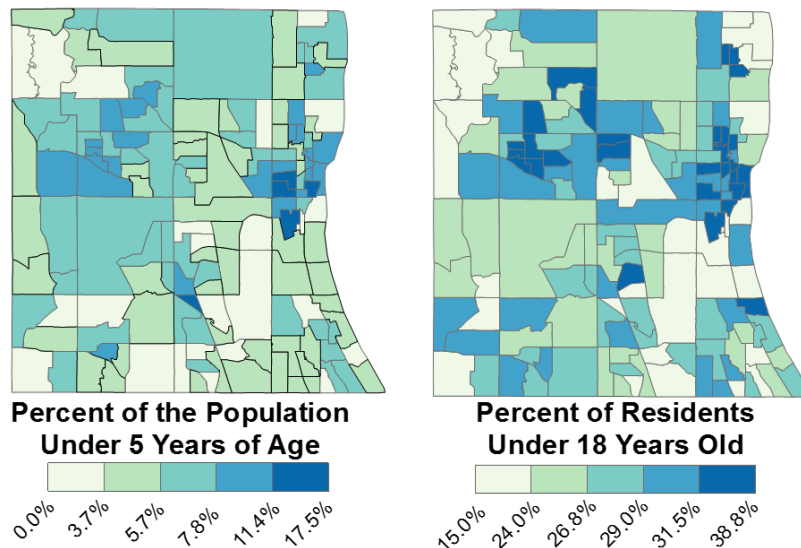 Percent of the Population
Under 5 Years of Age
0.0% 3.7% 5.7% 7.8% 11.4% 17.5%
Percent of Residents
Under 18 Years Old
15.0% 24.0% 26.8% 29.0% 31.5% 38.8%